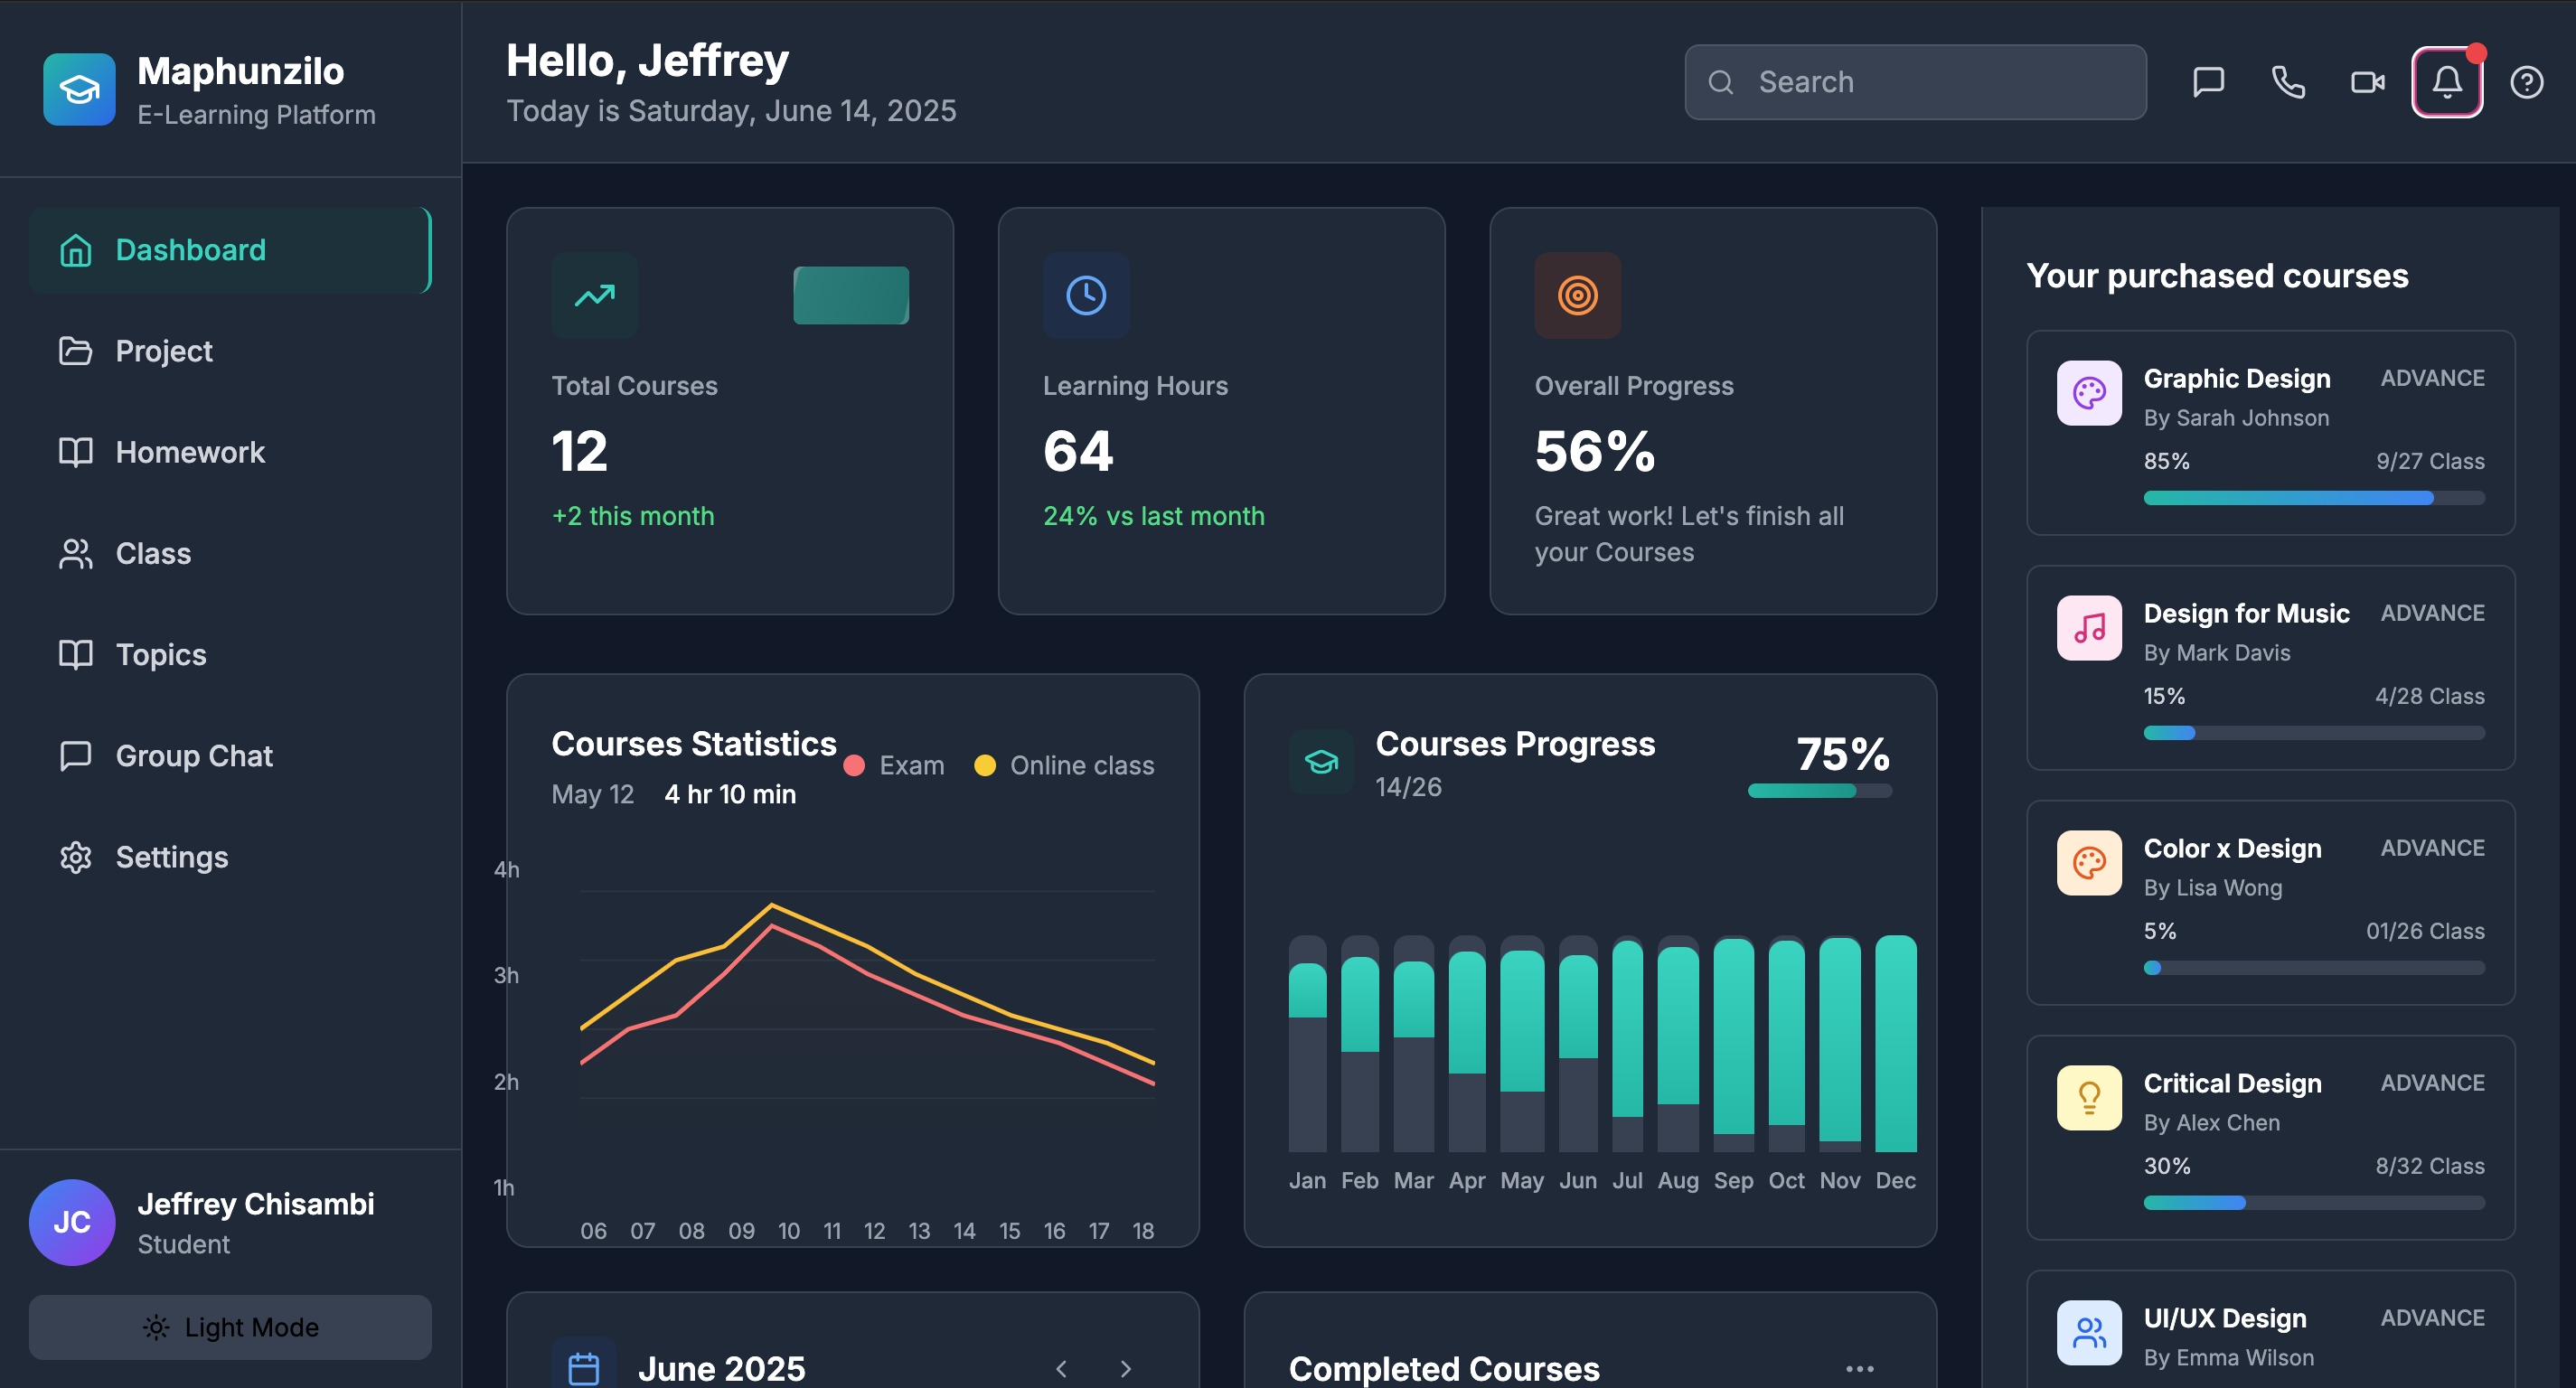 Maphunzilo
E-Learning Platform
Dashboard
Project
Homework
Class
Topics
Group Chat
Settings
JC
Jeffrey Chisambi
Student
Light Mode
Hello, Jeffrey
Today is Saturday, June 14, 2025
Search
Total Courses
12
+2 this month
Learning Hours
64
24% vs last month
Overall Progress
56%
Great work! Let's finish all
your Courses
Courses Statistics
May 12 4 hr 10 min
Exam Online class
4h
3h
2h
1h
06 07 08 09 10 11 12 13 14 15 16 17 18
Courses Progress
14/26
75%
Jan Feb Mar Apr May Jun Jul Aug Sep Oct Nov Dec
June 2025
Completed Courses
Your purchased courses
Graphic Design ADVANCE
By Sarah Johnson
85% 9/27 Class
Design for Music ADVANCE
By Mark Davis
15% 4/28 Class
Color x Design ADVANCE
By Lisa Wong
5% 01/26 Class
Critical Design ADVANCE
By Alex Chen
30% 8/32 Class
UI/UX Design ADVANCE
By Emma Wilson